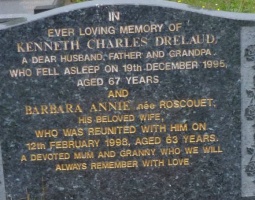 IN
EVER LOVING MEMORY OF
KENNETH CHARLES DRELAUD,
A DEAR HUSBAND, FATHER AND GRANDPA,
WHO FELL ASLEEP ON 19TH DECEMBER 1995,
AGED 67 YEARS
AND
BARBARA ANNIE née ROSCOUET,
HIS BELOVED WIFE,
WHO WAS REUNITED WITH HIM ON
12TH FEBRUARY 1998, AGED 63 YEARS.
A DEVOTED MUM AND GRANNY WHO WE WILL
ALWAYS REMEMBER WITH LOVE